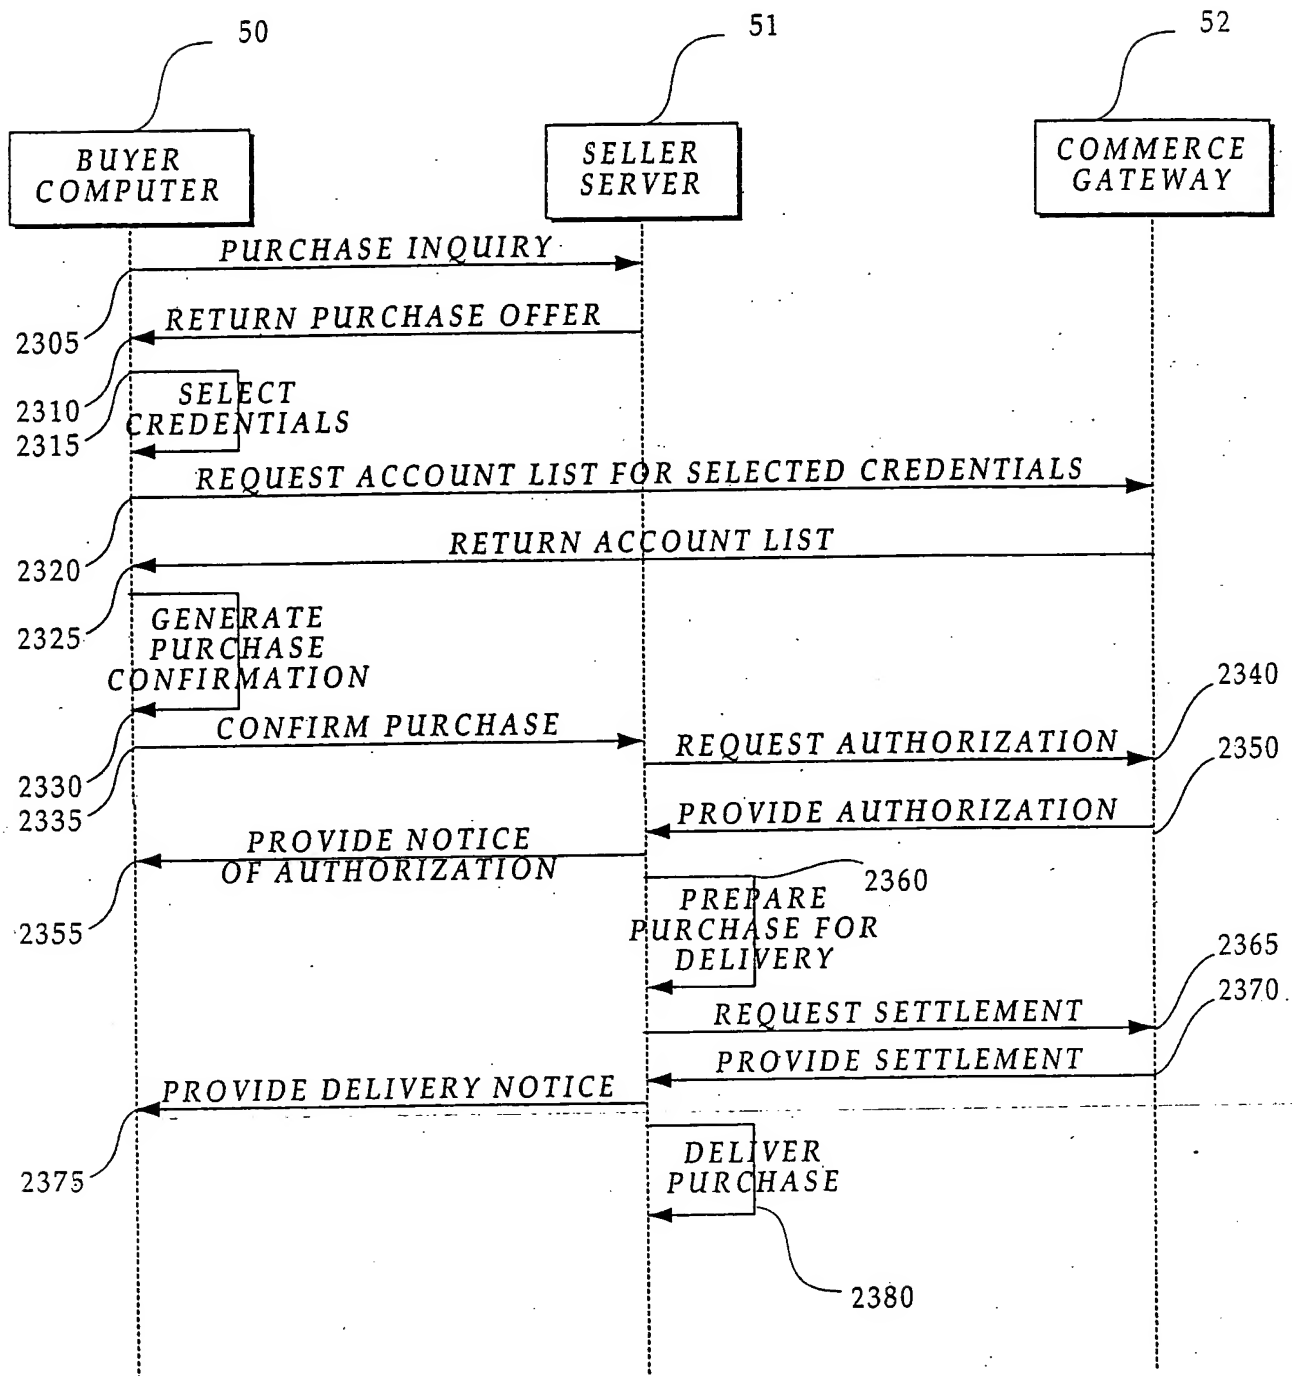 50
51
52
BUYER
COMPUTER
SELLER
SERVER
COMMERCE
GATEWAY
PURCHASE INQUIRY
2305
RETURN PURCHASE OFFER
2310
SELECT
CREDENTIALS
2315
REQUEST ACCOUNT LIST FOR SELECTED CREDENTIALS
2320
RETURN ACCOUNT LIST
2325
GENERATE
PURCHASE
CONFIRMATION
2330
CONFIRM PURCHASE
2335
REQUEST AUTHORIZATION
2340
PROVIDE AUTHORIZATION
2350
PROVIDE NOTICE
OF AUTHORIZATION
2355
2360
PREPARE
PURCHASE FOR
DELIVERY
REQUEST SETTLEMENT
2365
PROVIDE SETTLEMENT
2370
PROVIDE DELIVERY NOTICE
2375
DELIVER
PURCHASE
2380